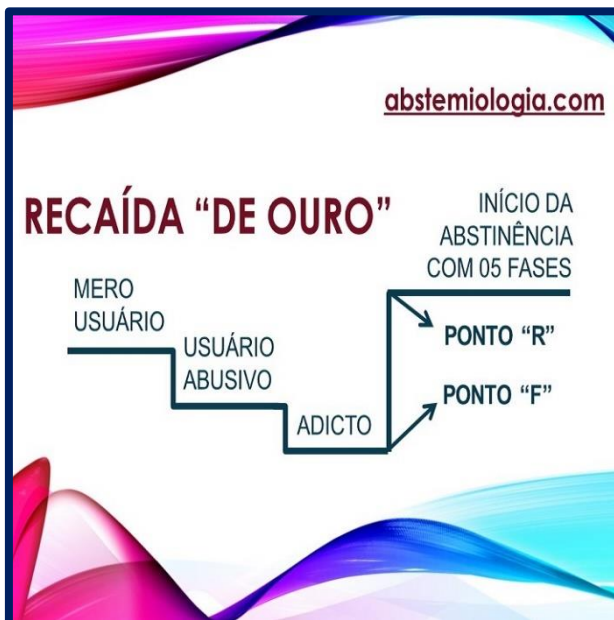 abstemiologia.com
RECAÍDA “DE OURO”
INÍCIO DA
ABSTINÊNCIA
COM 05 FASES
MERO
USUÁRIO
USUÁRIO
ABUSIVO
ADICTO
PONTO “R”
PONTO “F”